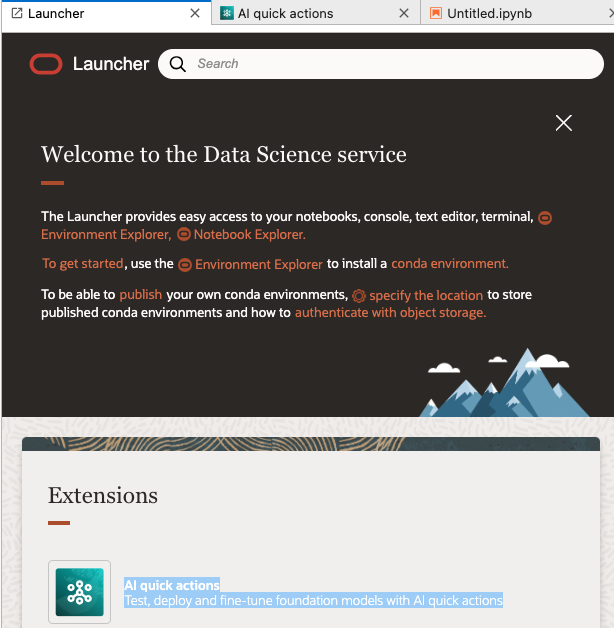 Launcher
AI quick actions
Untitled.ipynb
Launcher
Search
Welcome to the Data Science service
The Launcher provides easy access to your notebooks, console, text editor, terminal,
Environment Explorer, Notebook Explorer.
To get started, use the Environment Explorer to install a conda environment.
To be able to publish your own conda environments, specify the location to store
published conda environments and how to authenticate with object storage.
Extensions
AI quick actions
Test, deploy and fine-tune foundation models with AI quick actions